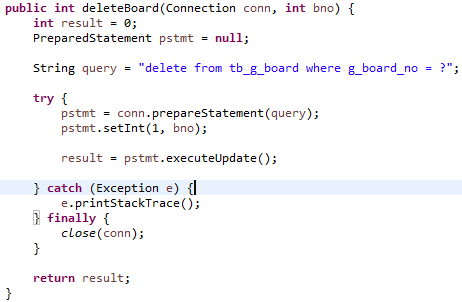 public int deleteBoard(Connection conn, int bno) {
    int result = 0;
    PreparedStatement pstmt = null;

    String query = "delete from tb_g_board where g_board_no = ?";

    try {
        pstmt = conn.prepareStatement(query);
        pstmt.setInt(1, bno);

        result = pstmt.executeUpdate();

    } catch (Exception e) {
        e.printStackTrace();
    } finally {
        close(conn);
    }

    return result;
}